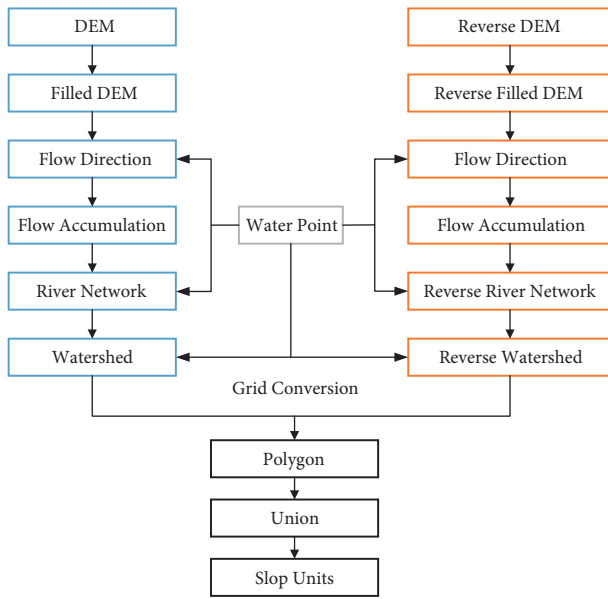 DEM
Reverse DEM
Filled DEM
Reverse Filled DEM
Flow Direction
Flow Direction
Flow Accumulation
Water Point
Flow Accumulation
River Network
Reverse River Network
Watershed
Reverse Watershed
Grid Conversion
Polygon
Union
Slop Units